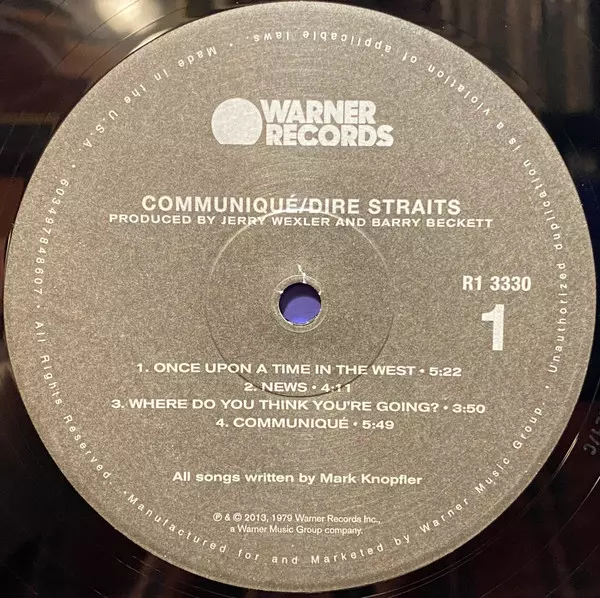 WARNER
RECORDS
COMMUNIQUÉ/DIRE STRAITS
PRODUCED BY JERRY WEXLER AND BARRY BECKETT
R1 3330
1
1. ONCE UPON A TIME IN THE WEST • 5:22
2. NEWS • 4:11
3. WHERE DO YOU THINK YOU'RE GOING? • 3:50
4. COMMUNIQUÉ • 5:49
All songs written by Mark Knopfler
℗ & © 2013, 1979 Warner Records Inc.,
a Warner Music Group company.
• Made in the U.S.A. • 603497848607 • All Rights Reserved. • Manufactured for and Marketed by Warner Music Group. • Unauthorized duplication is a violation of applicable laws.